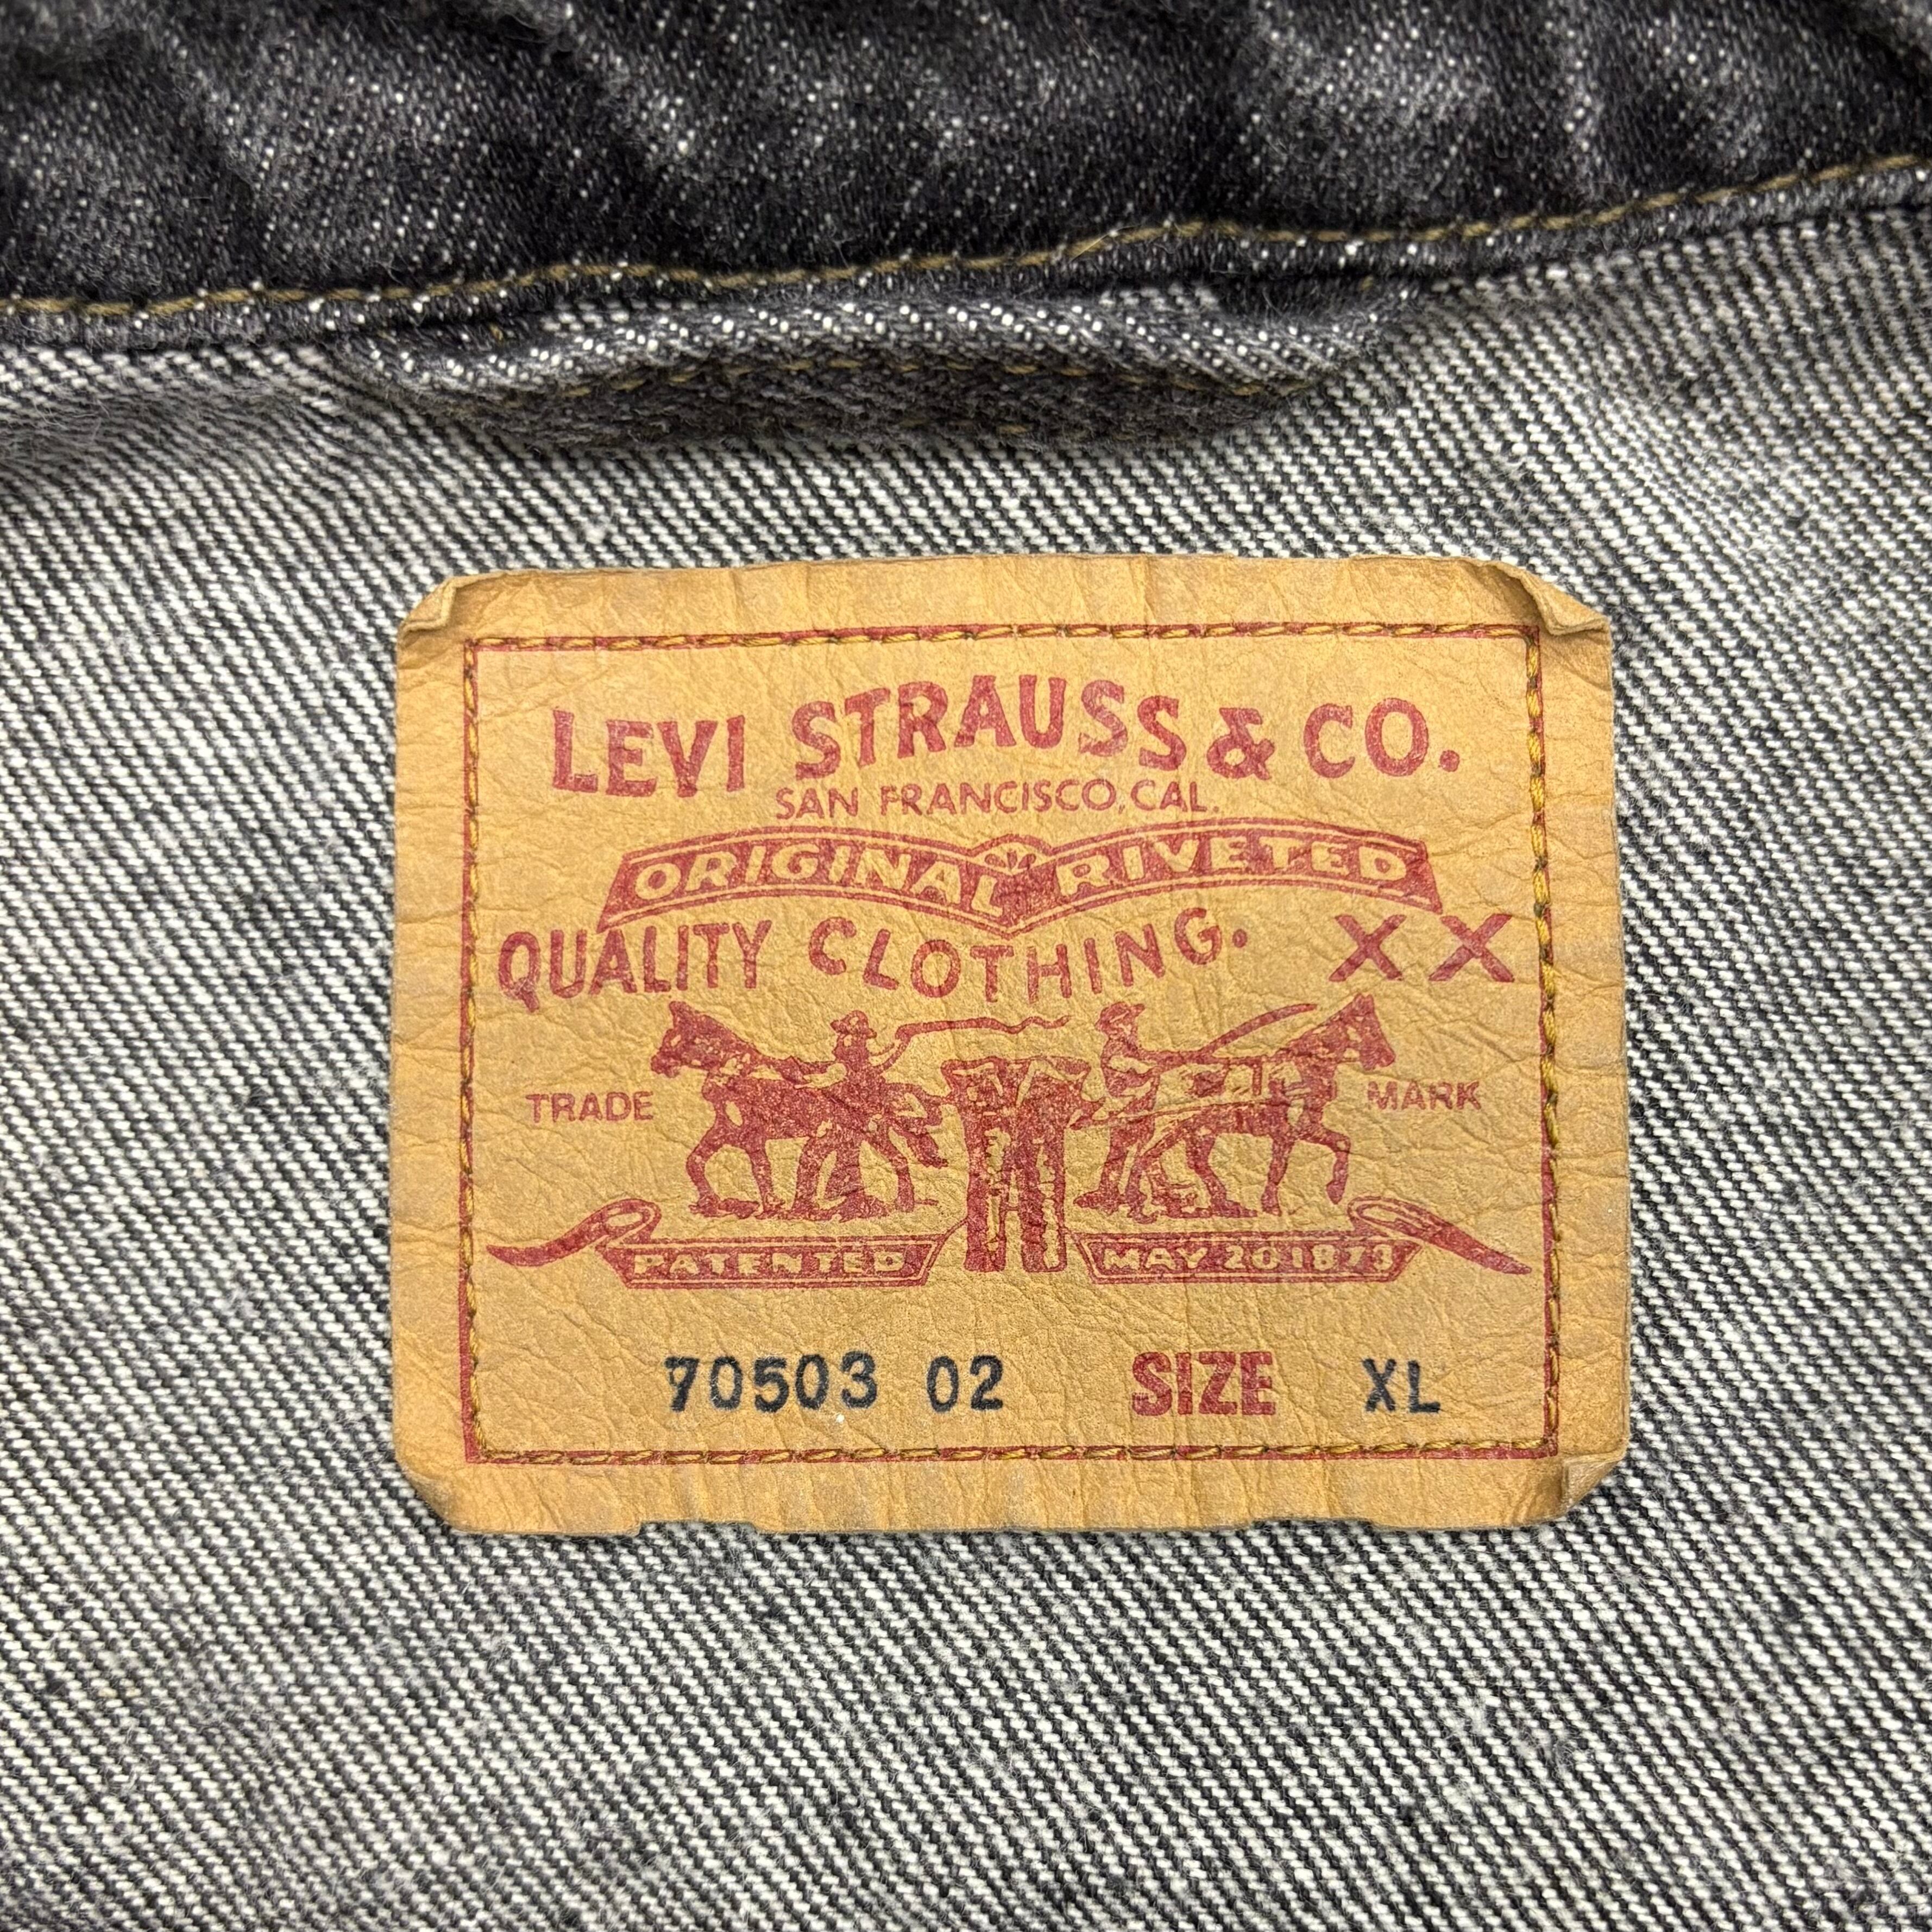 LEVI STRAUSS & CO.
SAN FRANCISCO, CAL.
ORIGINAL RIVETED
QUALITY CLOTHING. XX
TRADE MARK
PATENTED MAY 20 1873
70503 02 SIZE XL